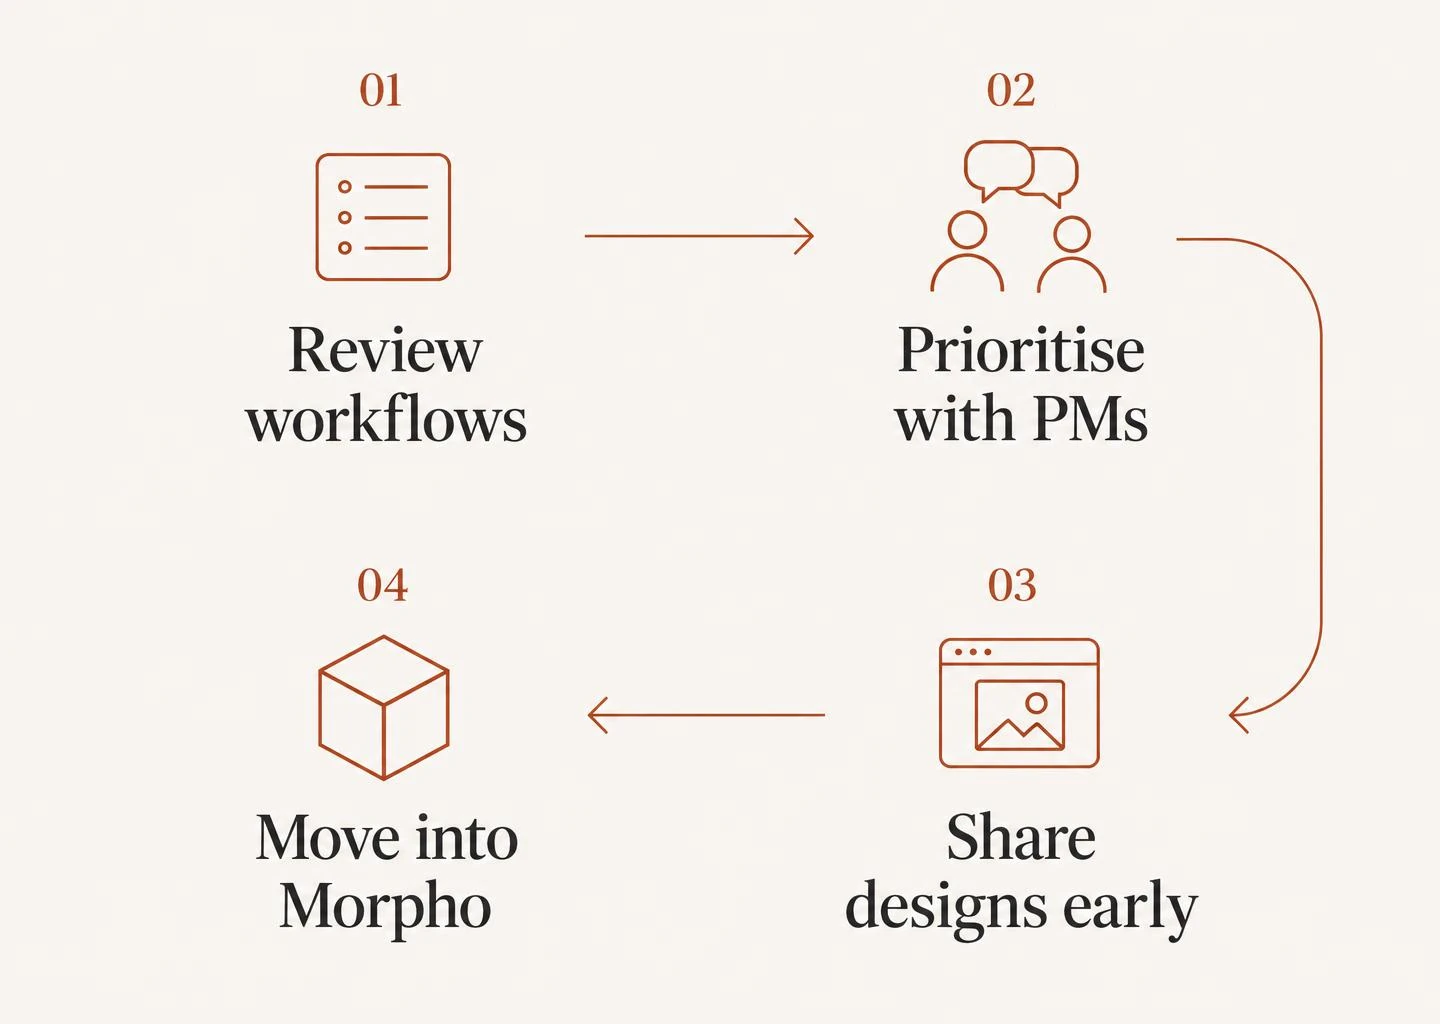 01
Review
workflows
02
Prioritise
with PMs
03
Share
designs early
04
Move into
Morpho